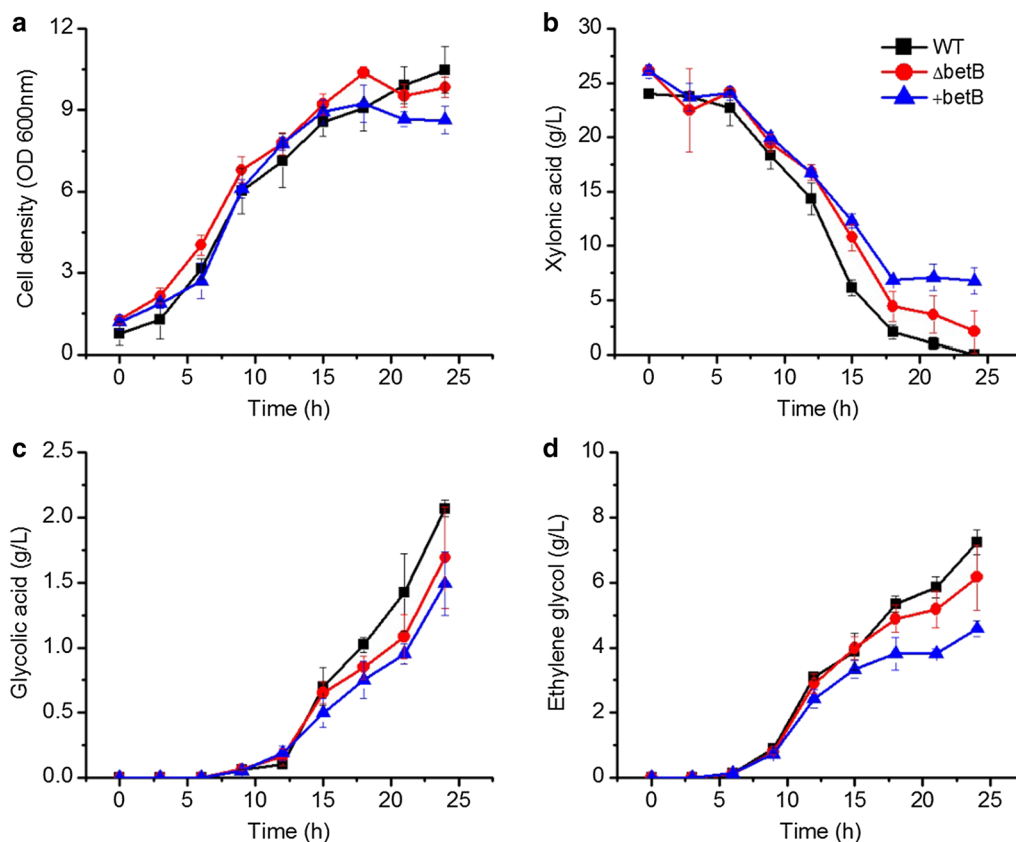 a
12
9
6
3
0
Cell density (OD 600nm)
0 5 10 15 20 25
Time (h)
b
30
25
20
15
10
5
0
Xylonic acid (g/L)
WT
ΔbetB
+betB
0 5 10 15 20 25
Time (h)
c
2.5
2.0
1.5
1.0
0.5
0.0
Glycolic acid (g/L)
0 5 10 15 20 25
Time (h)
d
10
8
6
4
2
0
Ethylene glycol (g/L)
0 5 10 15 20 25
Time (h)